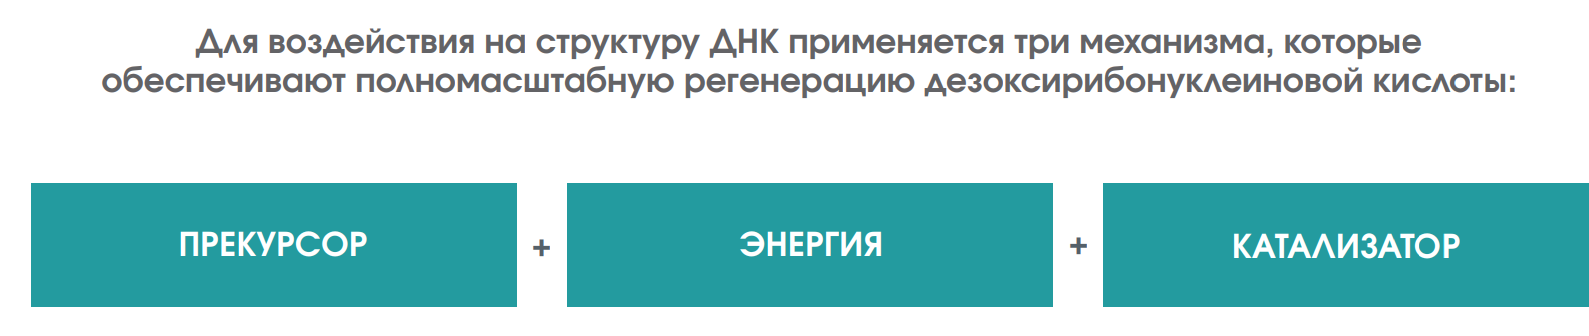 Для воздействия на структуру ДНК применяется три механизма, которые
обеспечивают полномасштабную регенерацию дезоксирибонуклеиновой кислоты:
ПРЕКУРСОР + ЭНЕРГИЯ + КАТАЛИЗАТОР